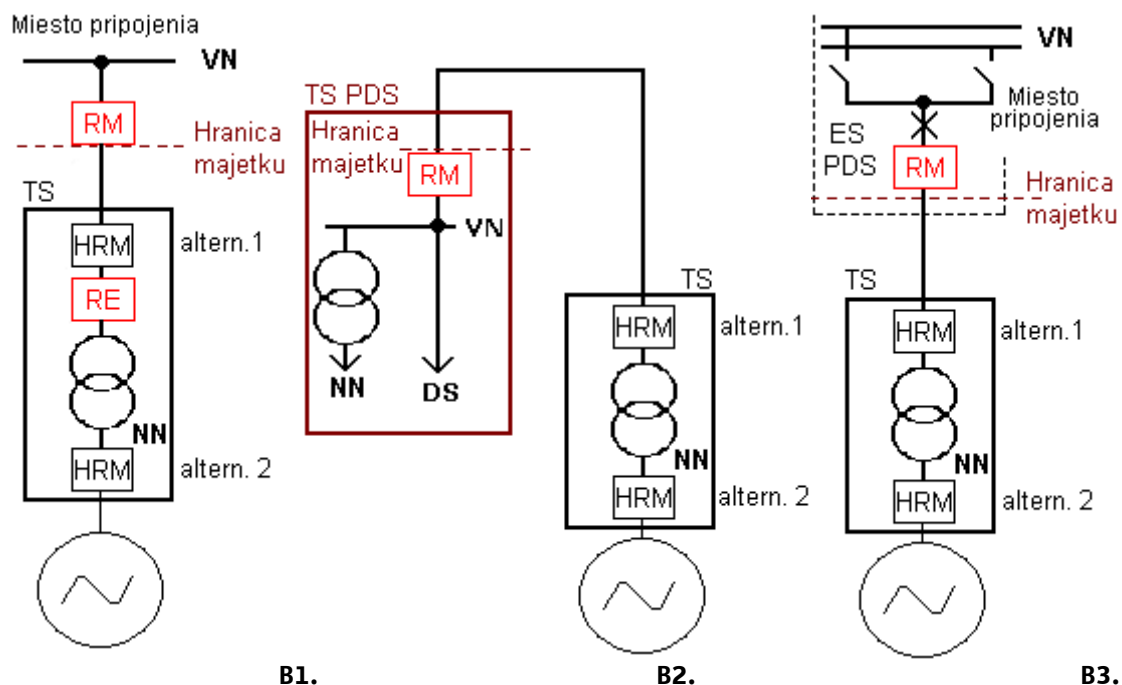 Miesto pripojenia
VN
RM
Hranica
majetku
TS
HRM
altern.1
RE
NN
HRM
altern. 2
B1.
TS PDS
Hranica
majetku
RM
VN
NN
DS
TS
HRM
altern.1
NN
HRM
altern. 2
B2.
VN
Miesto
pripojenia
ES
PDS
RM
Hranica
majetku
TS
HRM
altern.1
NN
HRM
altern. 2
B3.